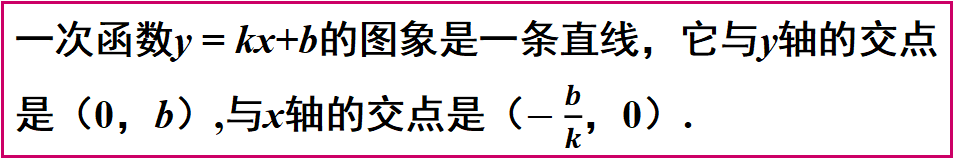 一次函数y = kx+b的图象是一条直线，它与y轴的交点
是（0，b）,与x轴的交点是（− b/k，0）.